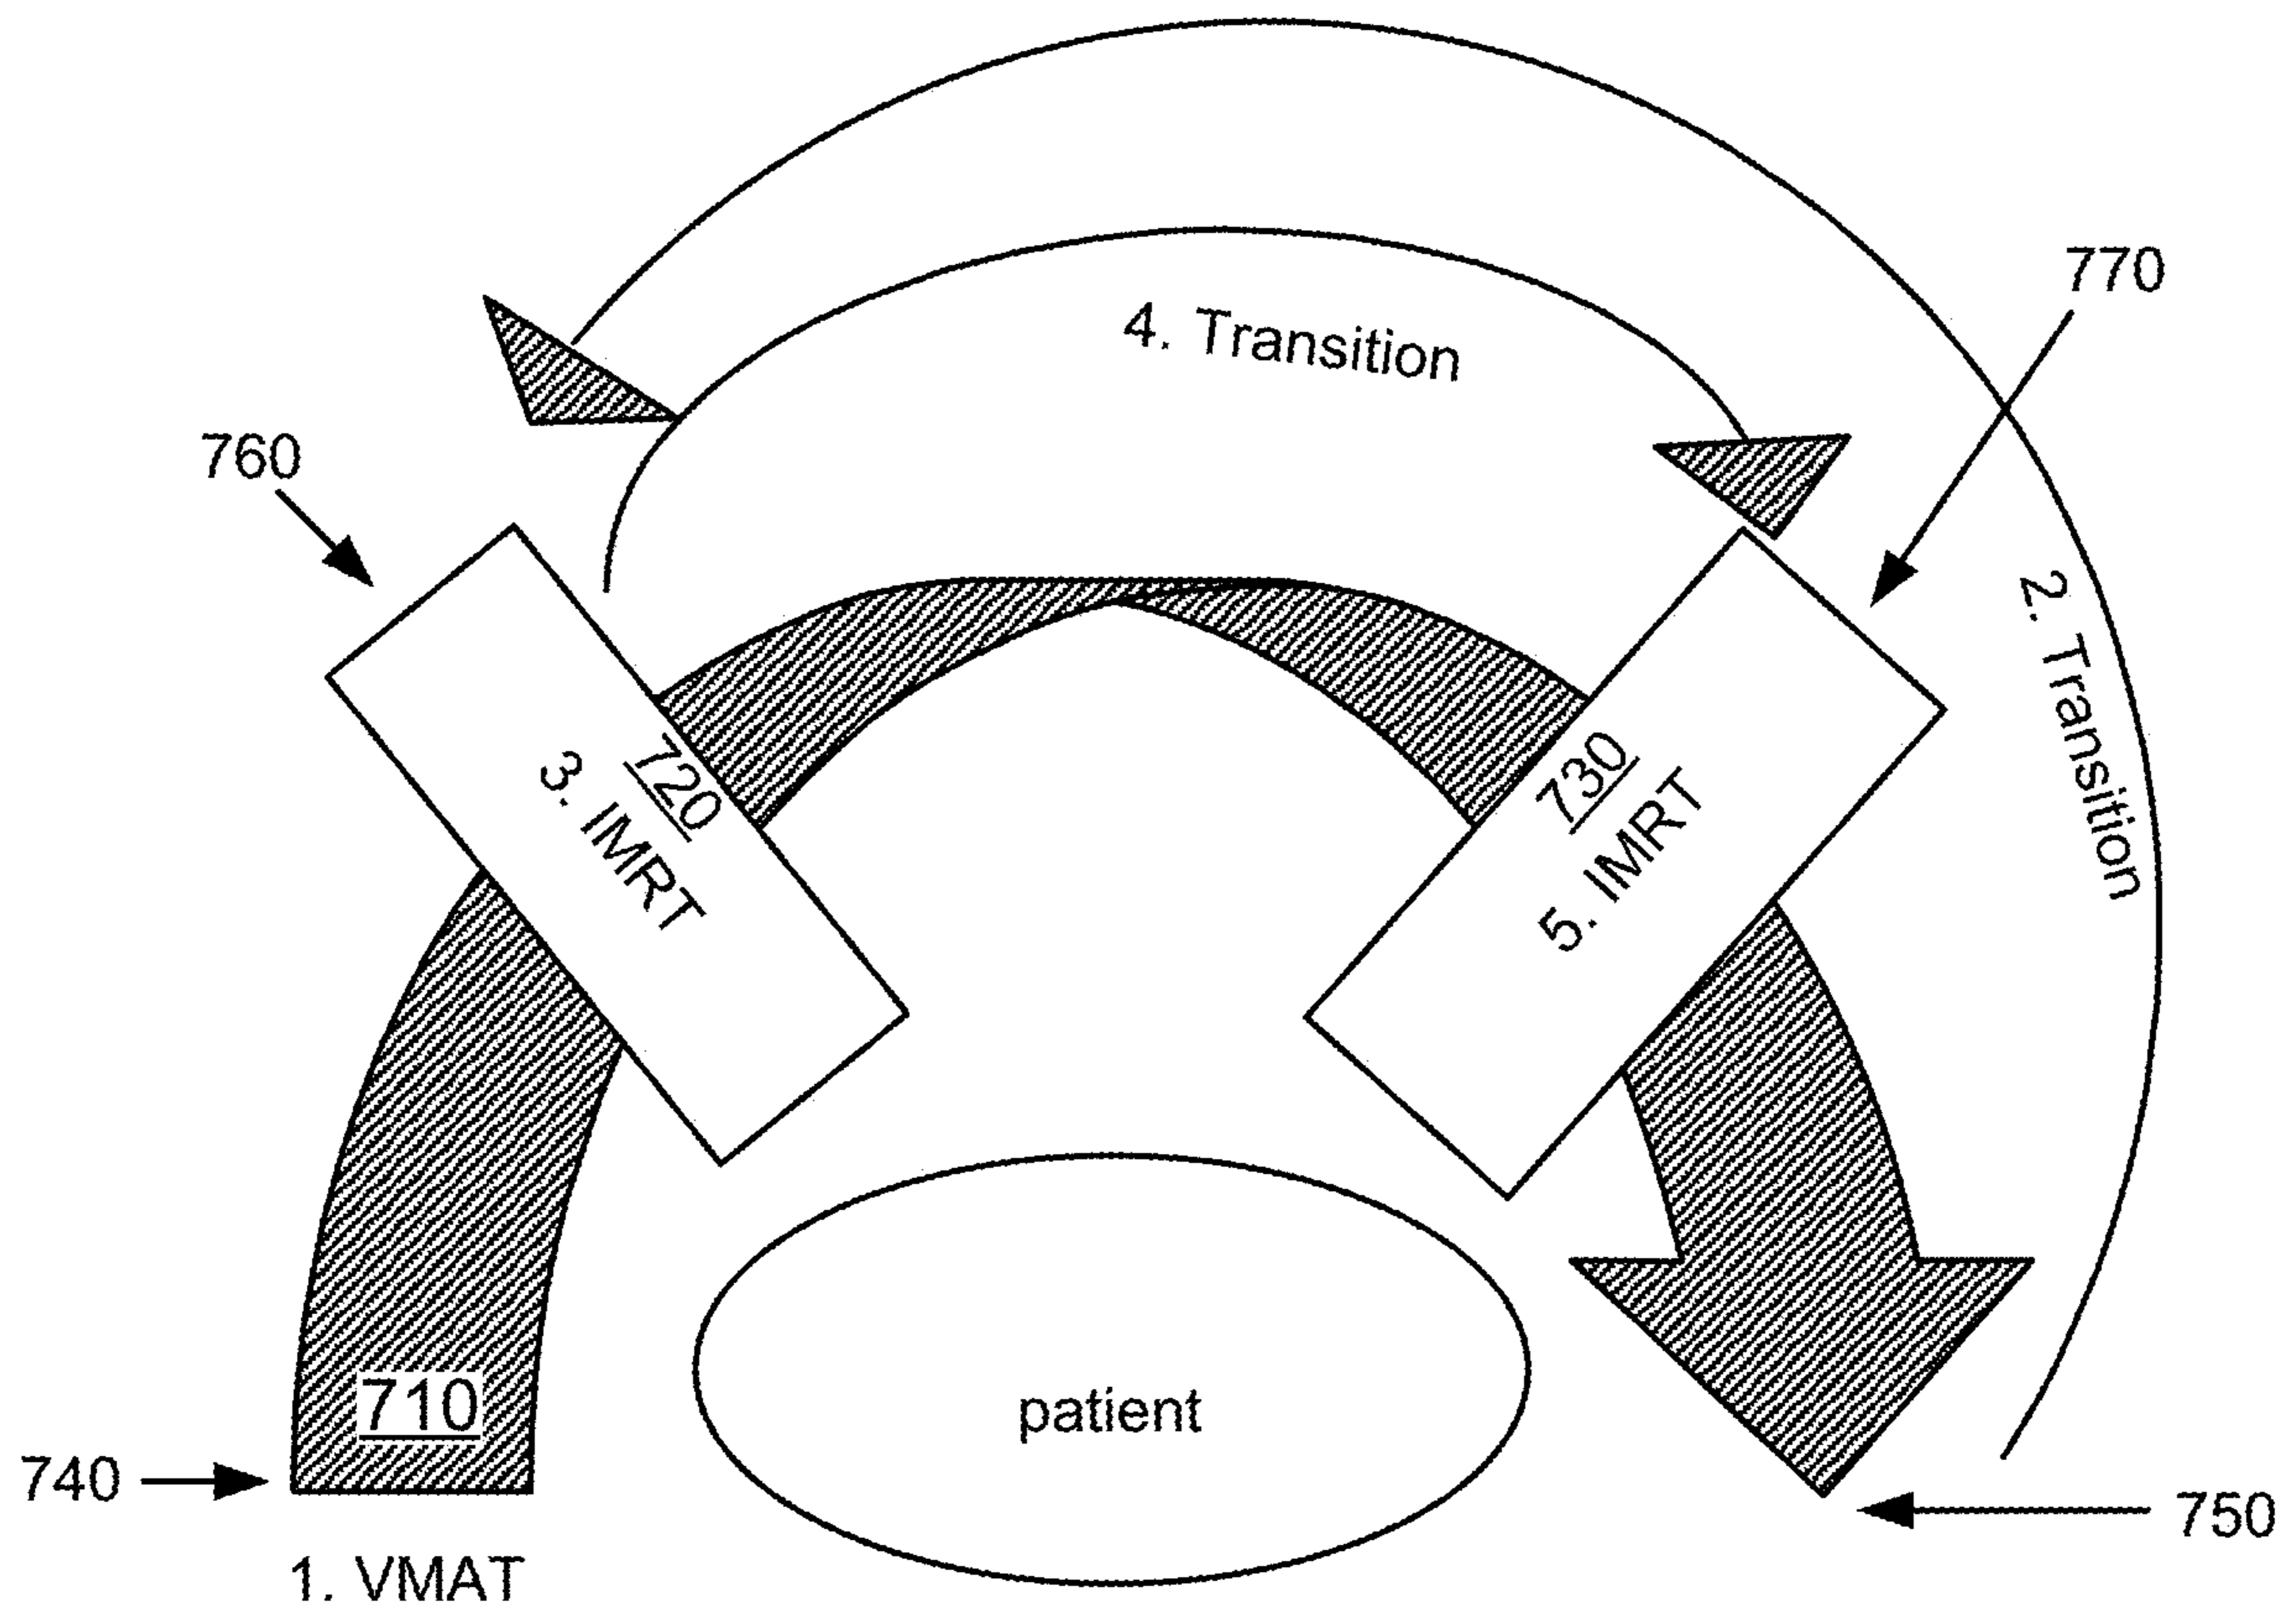 770
4. Transition
760
2. Transition
720
3. IMRT
730
5. IMRT
710
patient
740
750
1. VMAT